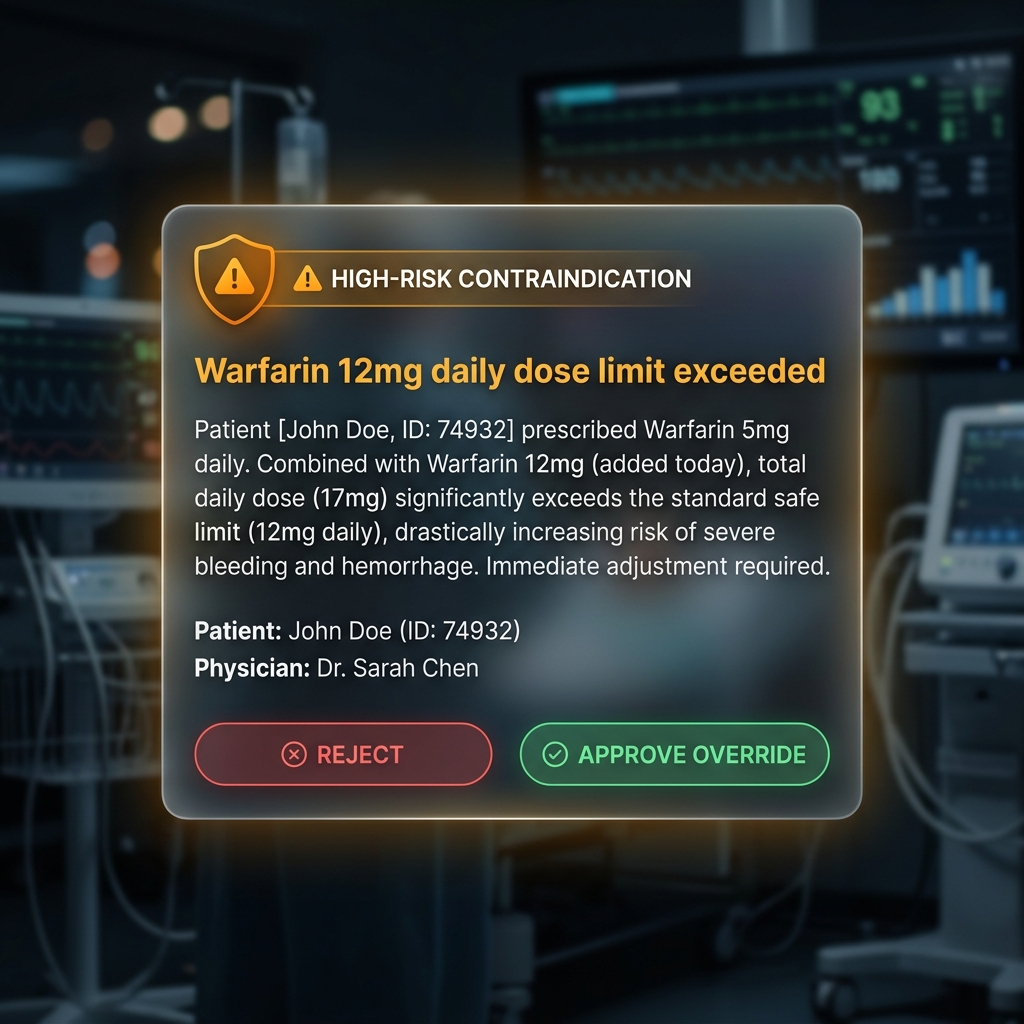 HIGH-RISK CONTRAINDICATION
Warfarin 12mg daily dose limit exceeded
Patient [John Doe, ID: 74932] prescribed Warfarin 5mg
daily. Combined with Warfarin 12mg (added today), total
daily dose (17mg) significantly exceeds the standard safe
limit (12mg daily), drastically increasing risk of severe
bleeding and hemorrhage. Immediate adjustment required.
Patient: John Doe (ID: 74932)
Physician: Dr. Sarah Chen
REJECT
APPROVE OVERRIDE
93